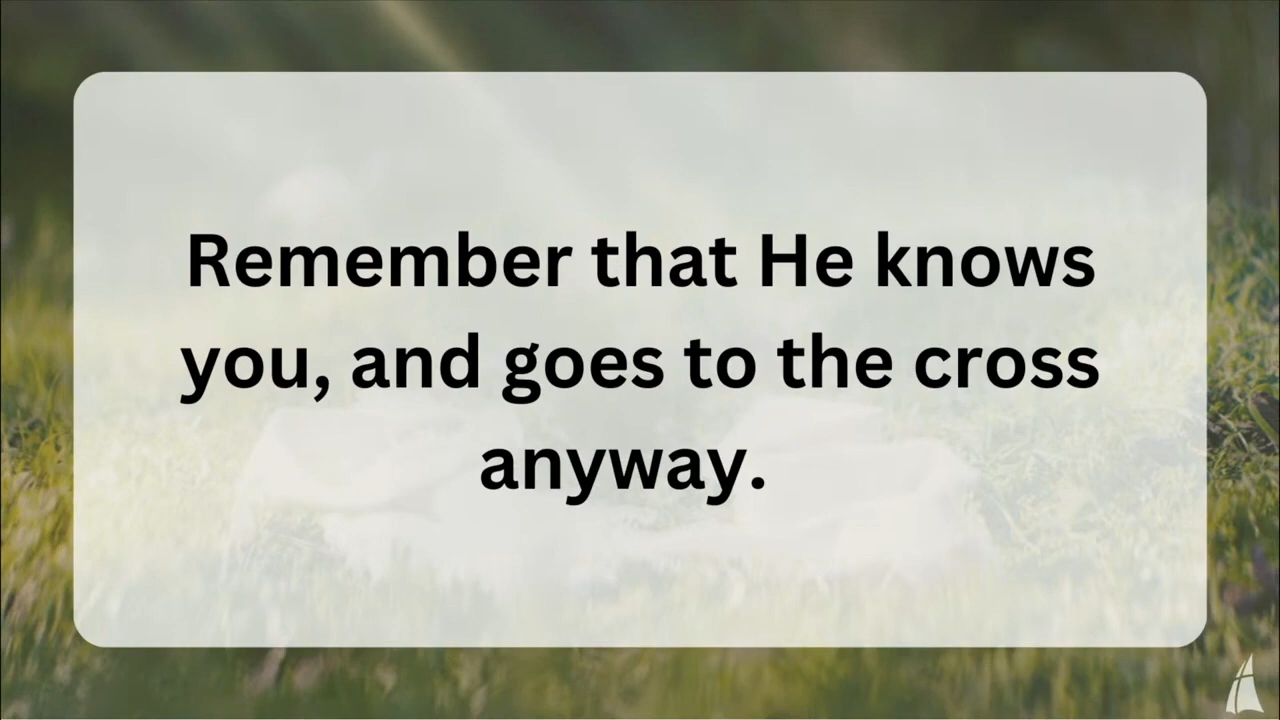 Remember that He knows
you, and goes to the cross
anyway.